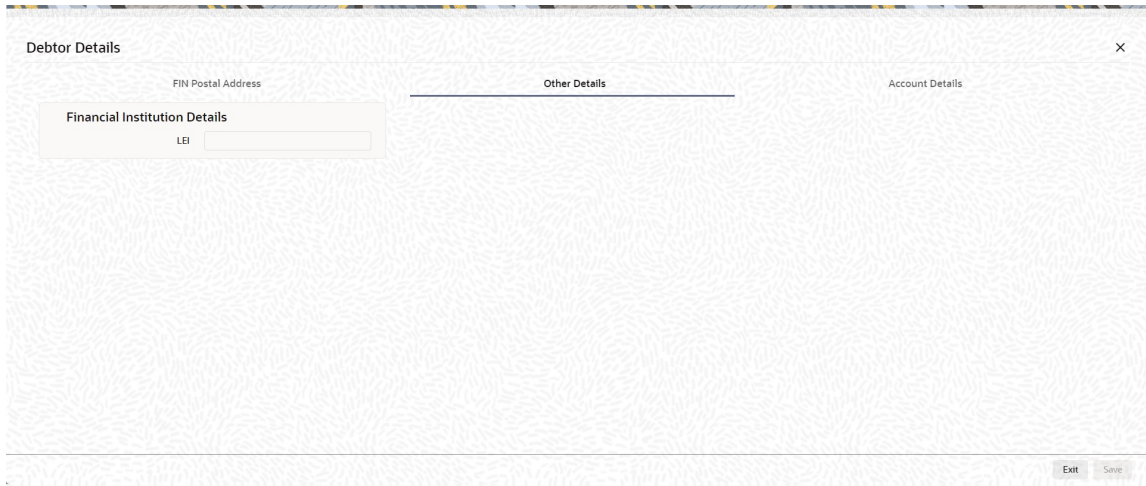 Debtor Details
FIN Postal Address Other Details Account Details
Financial Institution Details
LEI
Exit Save